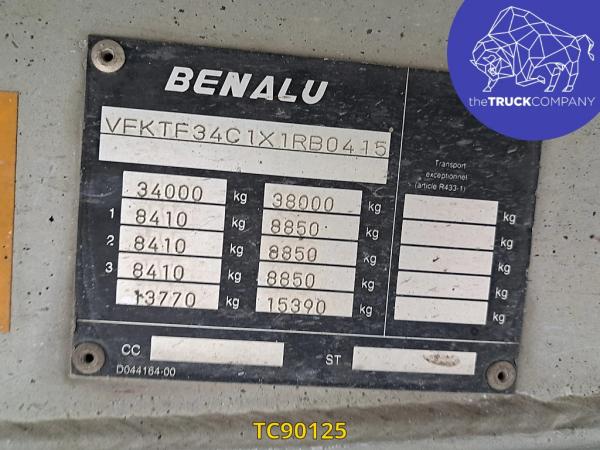 BENALU
theTRUCKCOMPANY
VFKTF34C1X1RB0415
Transport
exceptionnel
(article R433-1)
34000 kg 38000 kg kg
1 8410 kg 8850 kg kg
2 8410 kg 8850 kg kg
3 8410 kg 8850 kg kg
13770 kg 15390 kg kg
CC ST
D044164-00
TC90125